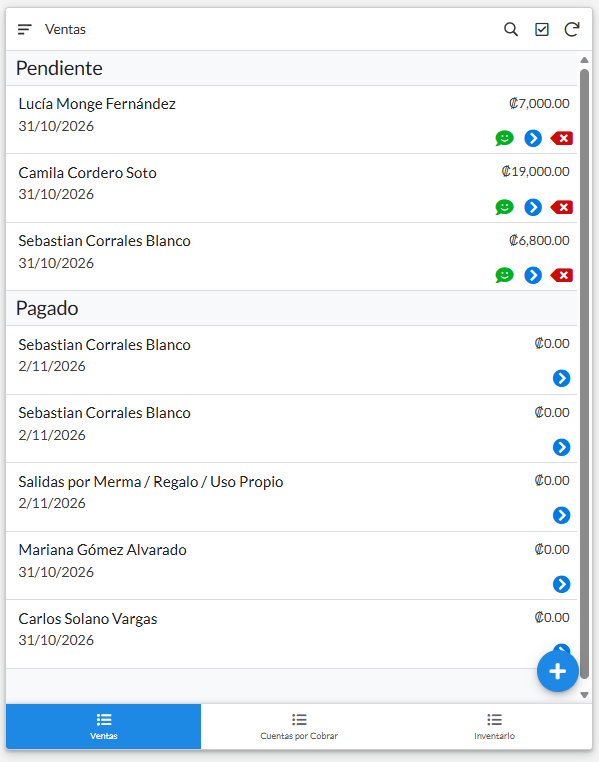 Ventas
Pendiente
Lucía Monge Fernández
₡7,000.00
31/10/2026
Camila Cordero Soto
₡19,000.00
31/10/2026
Sebastian Corrales Blanco
₡6,800.00
31/10/2026
Pagado
Sebastian Corrales Blanco
₡0.00
2/11/2026
Sebastian Corrales Blanco
₡0.00
2/11/2026
Salidas por Merma / Regalo / Uso Propio
₡0.00
2/11/2026
Mariana Gómez Alvarado
₡0.00
31/10/2026
Carlos Solano Vargas
₡0.00
31/10/2026
Ventas
Cuentas por Cobrar
Inventario